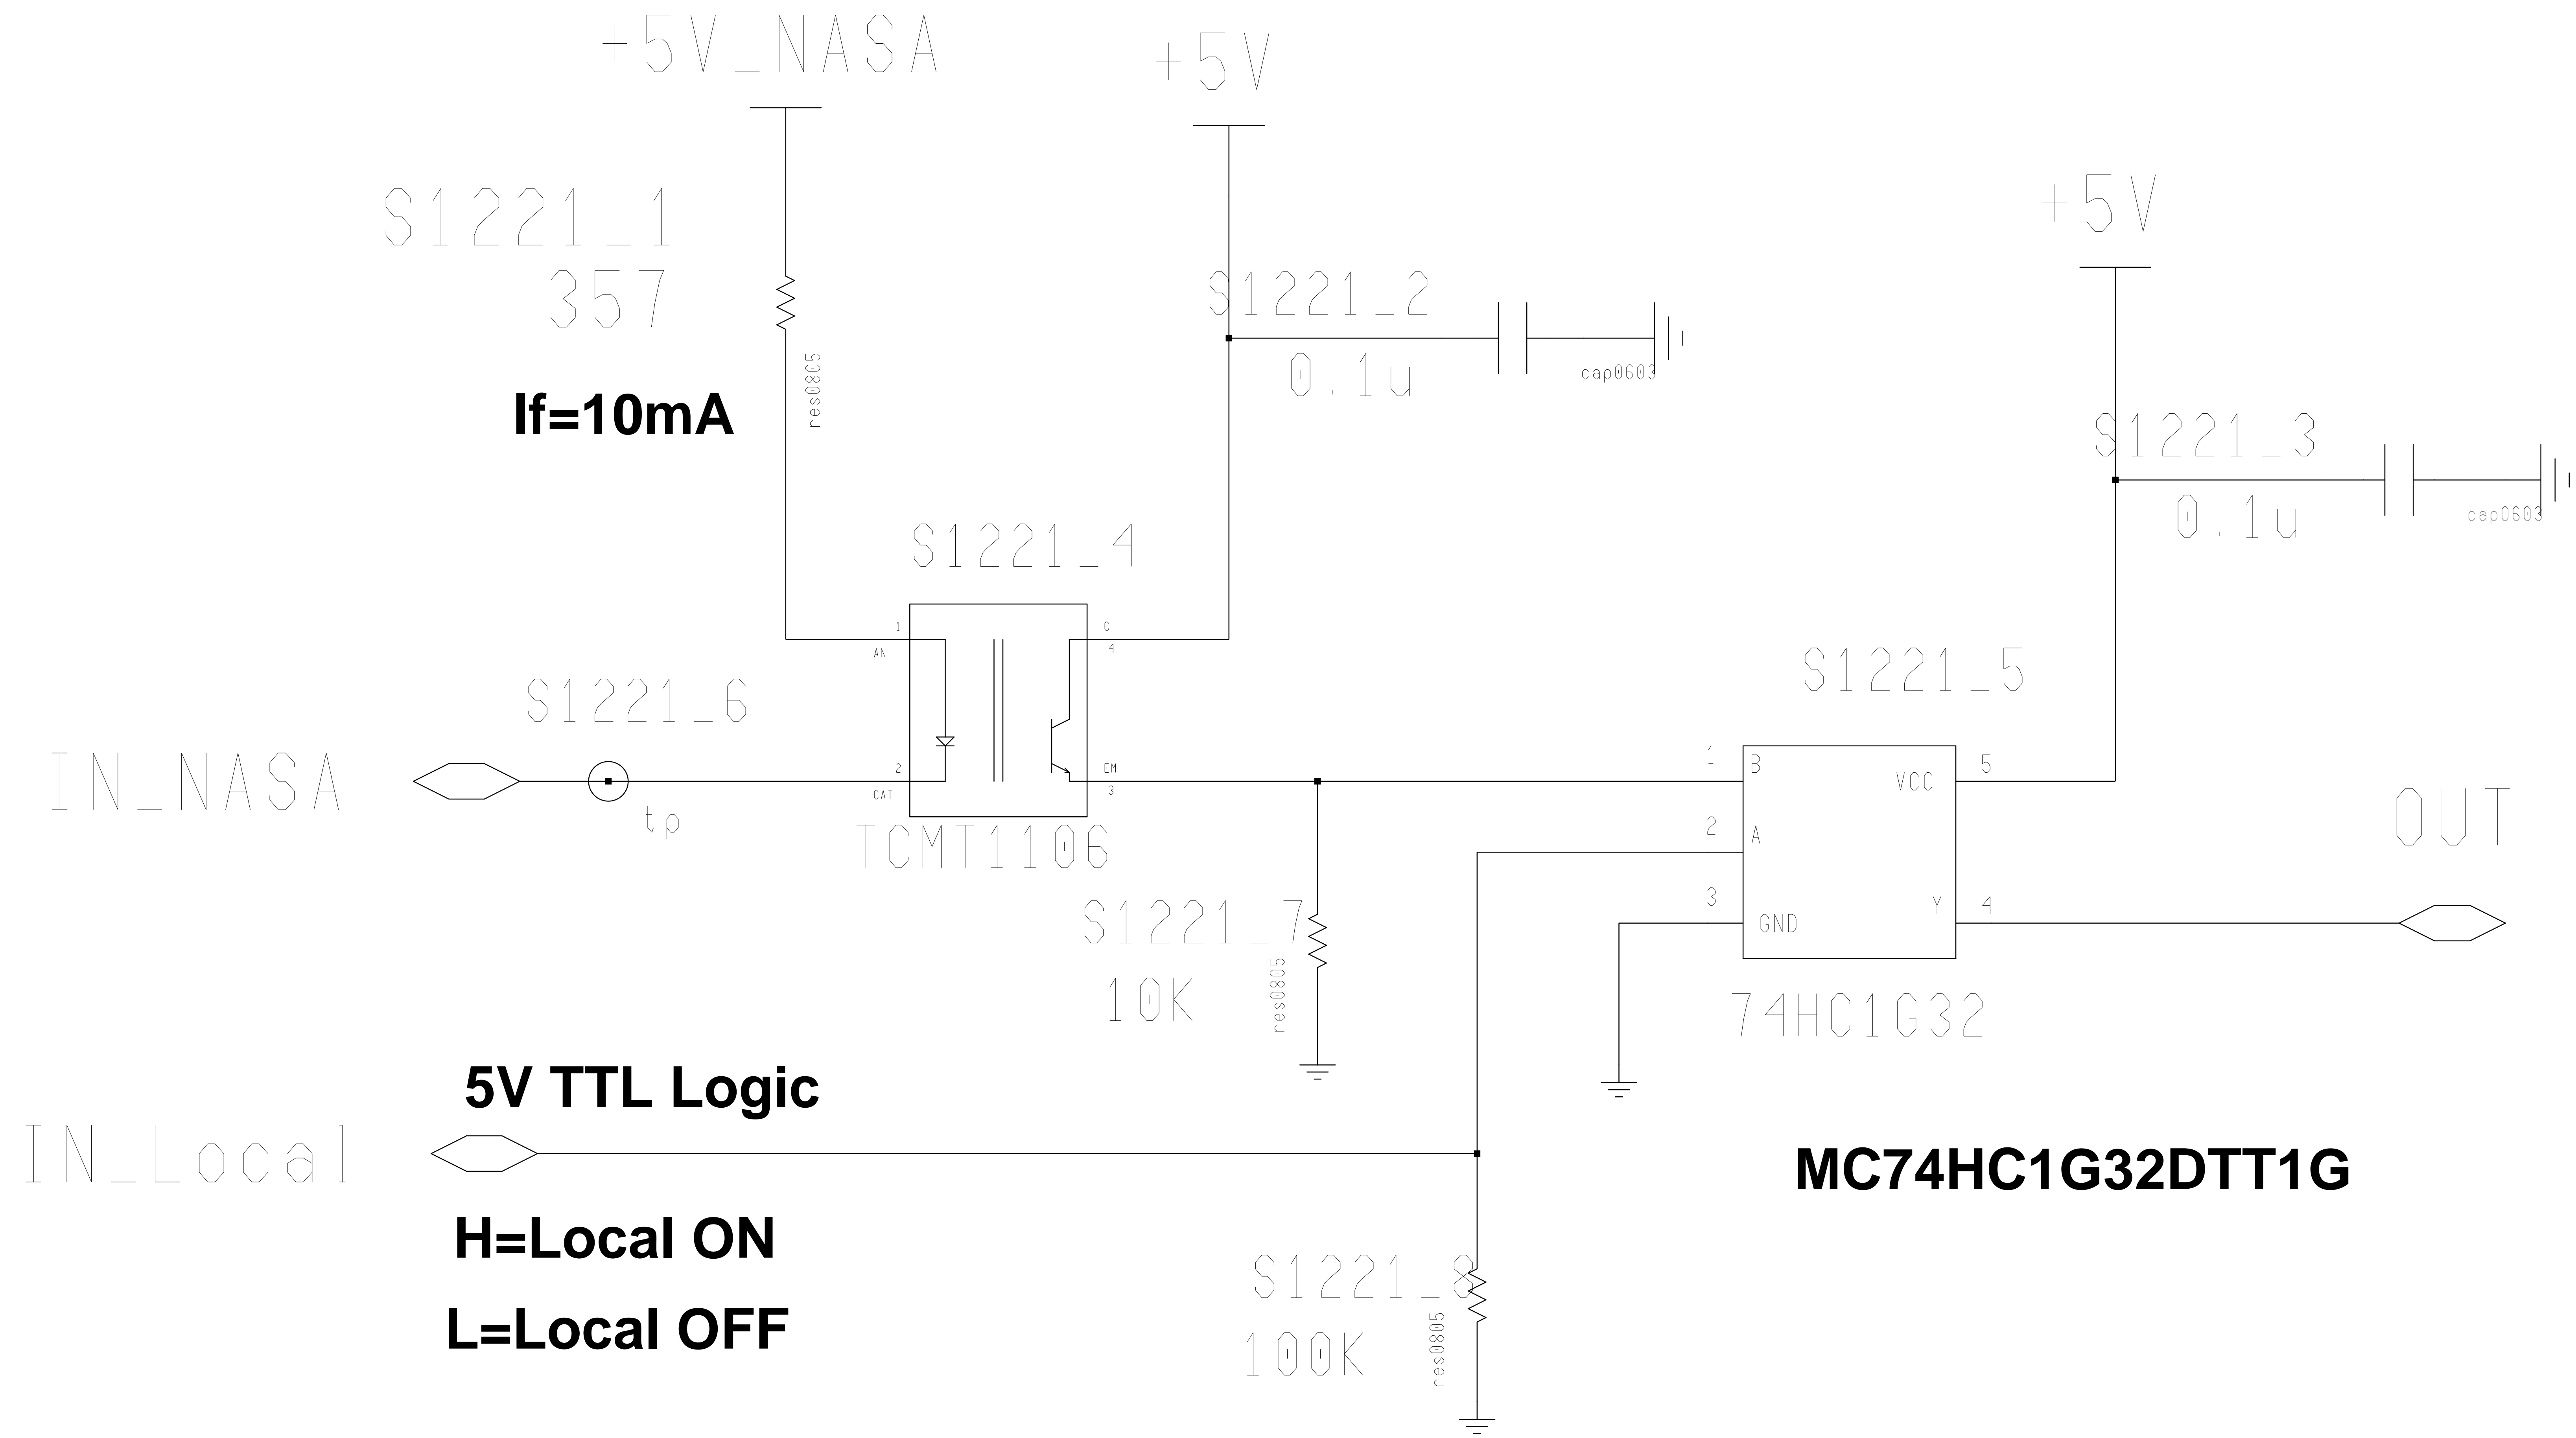 +5V_NASA
+5V
+5V
S1221_1
357
res0805
If=10mA
S1221_2
0.1u
cap0603
S1221_3
0.1u
cap0603
S1221_4
1
AN
2
CAT
C
4
EM
3
TCMT1106
S1221_6
IN_NASA
tp
S1221_5
1
B
2
A
3
GND
VCC
5
Y
4
74HC1G32
OUT
S1221_7
10K
res0805
5V TTL Logic
IN_Local
H=Local ON
L=Local OFF
MC74HC1G32DTT1G
S1221_8
100K
res0805